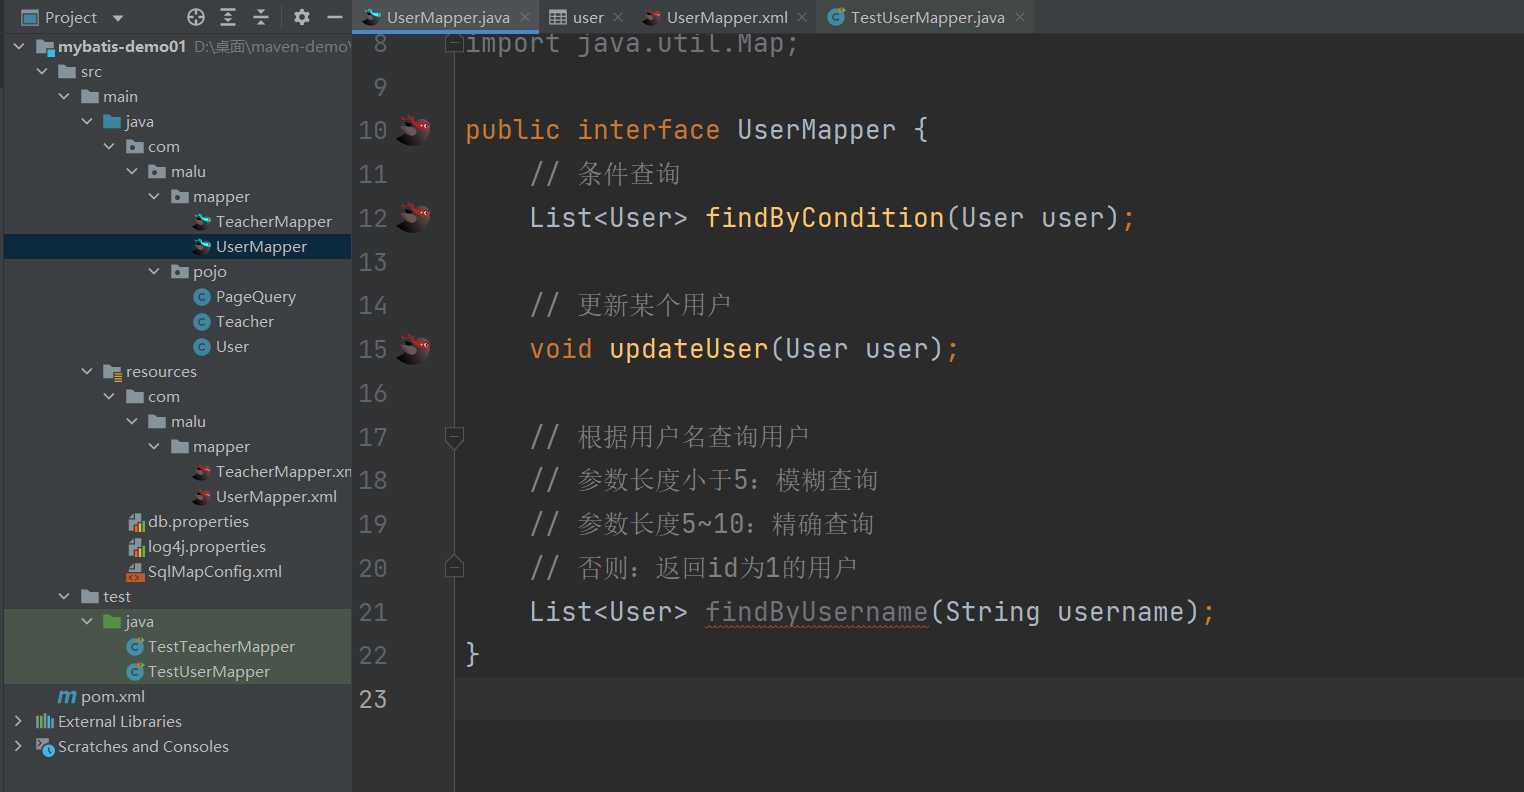 Project
UserMapper.java
user
UserMapper.xml
TestUserMapper.java
mybatis-demo01 D:\桌面\maven-demo\
src
main
java
com
malu
mapper
TeacherMapper
UserMapper
pojo
PageQuery
Teacher
User
resources
com
malu
mapper
TeacherMapper.xm
UserMapper.xml
db.properties
log4j.properties
SqlMapConfig.xml
test
java
TestTeacherMapper
TestUserMapper
pom.xml
External Libraries
Scratches and Consoles
8 import java.util.Map;
9
10 public interface UserMapper {
11 // 条件查询
12 List<User> findByCondition(User user);
13
14 // 更新某个用户
15 void updateUser(User user);
16
17 // 根据用户名查询用户
18 // 参数长度小于5：模糊查询
19 // 参数长度5~10：精确查询
20 // 否则：返回id为1的用户
21 List<User> findByUsername(String username);
22 }
23